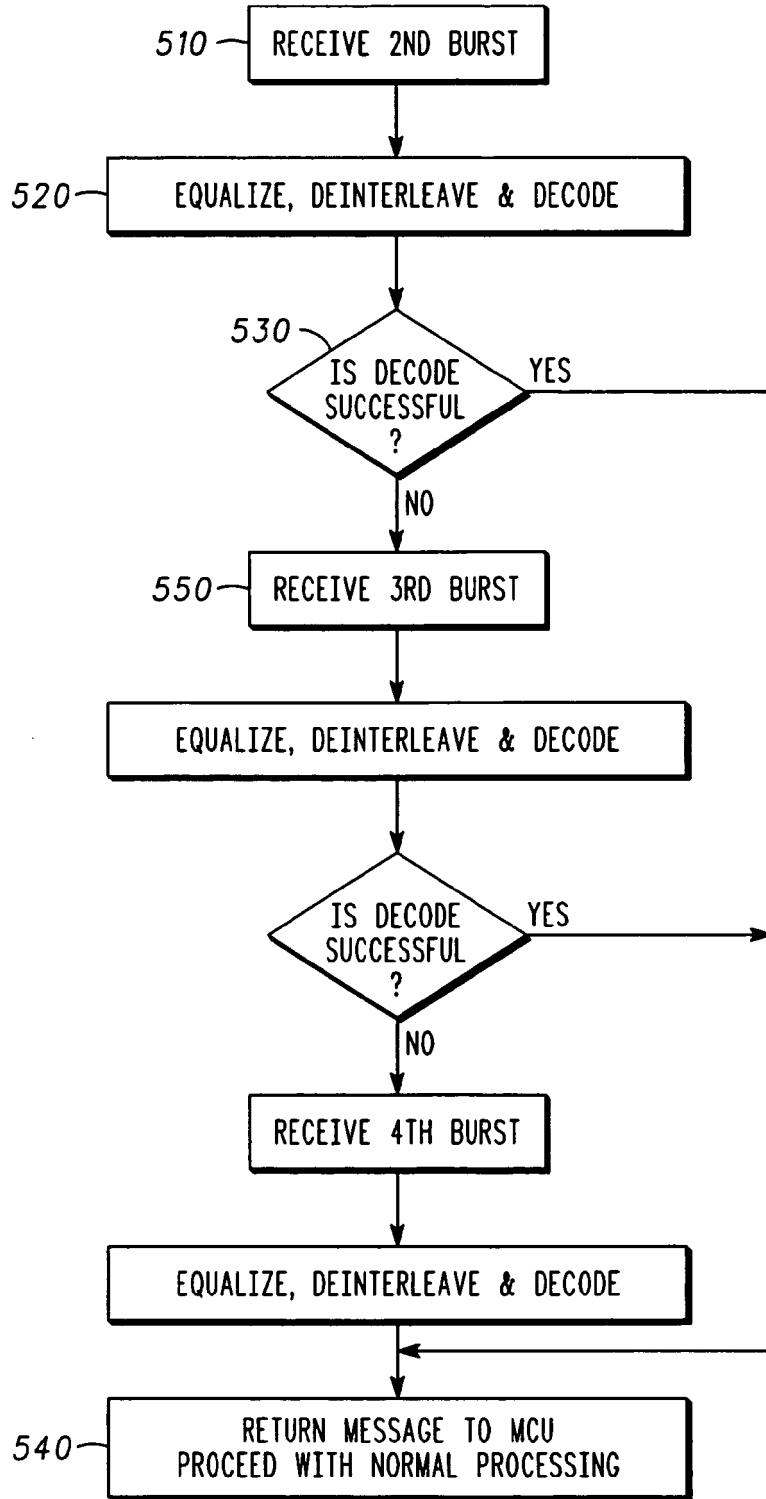 510
RECEIVE 2ND BURST
520
EQUALIZE, DEINTERLEAVE & DECODE
530
IS DECODE
SUCCESSFUL
?
YES
NO
550
RECEIVE 3RD BURST
EQUALIZE, DEINTERLEAVE & DECODE
IS DECODE
SUCCESSFUL
?
YES
NO
RECEIVE 4TH BURST
EQUALIZE, DEINTERLEAVE & DECODE
540
RETURN MESSAGE TO MCU
PROCEED WITH NORMAL PROCESSING